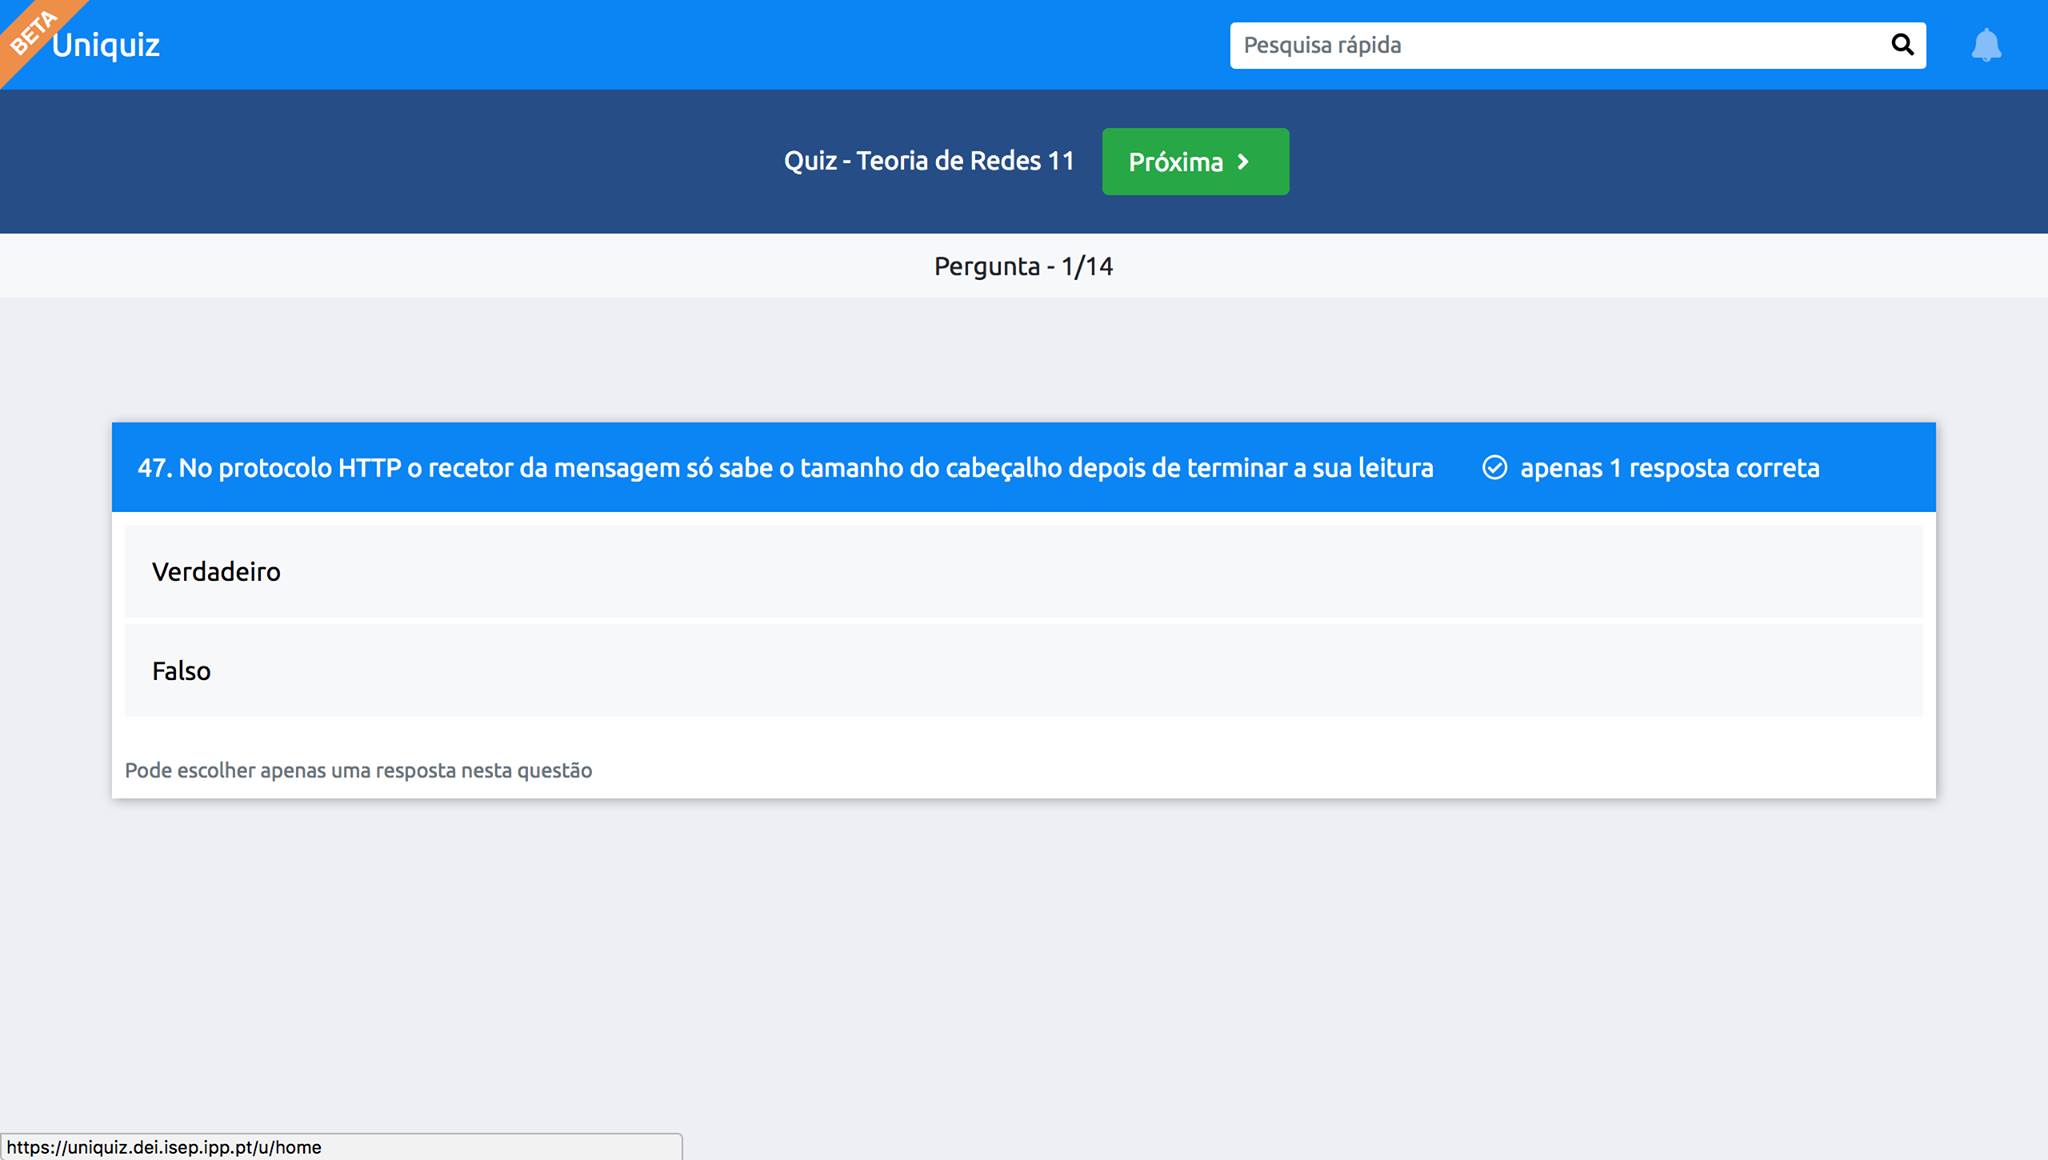 BETA
Uniquiz
Pesquisa rápida
Quiz - Teoria de Redes 11
Próxima
Pergunta - 1/14
47. No protocolo HTTP o recetor da mensagem só sabe o tamanho do cabeçalho depois de terminar a sua leitura
apenas 1 resposta correta
Verdadeiro
Falso
Pode escolher apenas uma resposta nesta questão
https://uniquiz.dei.isep.ipp.pt/u/home